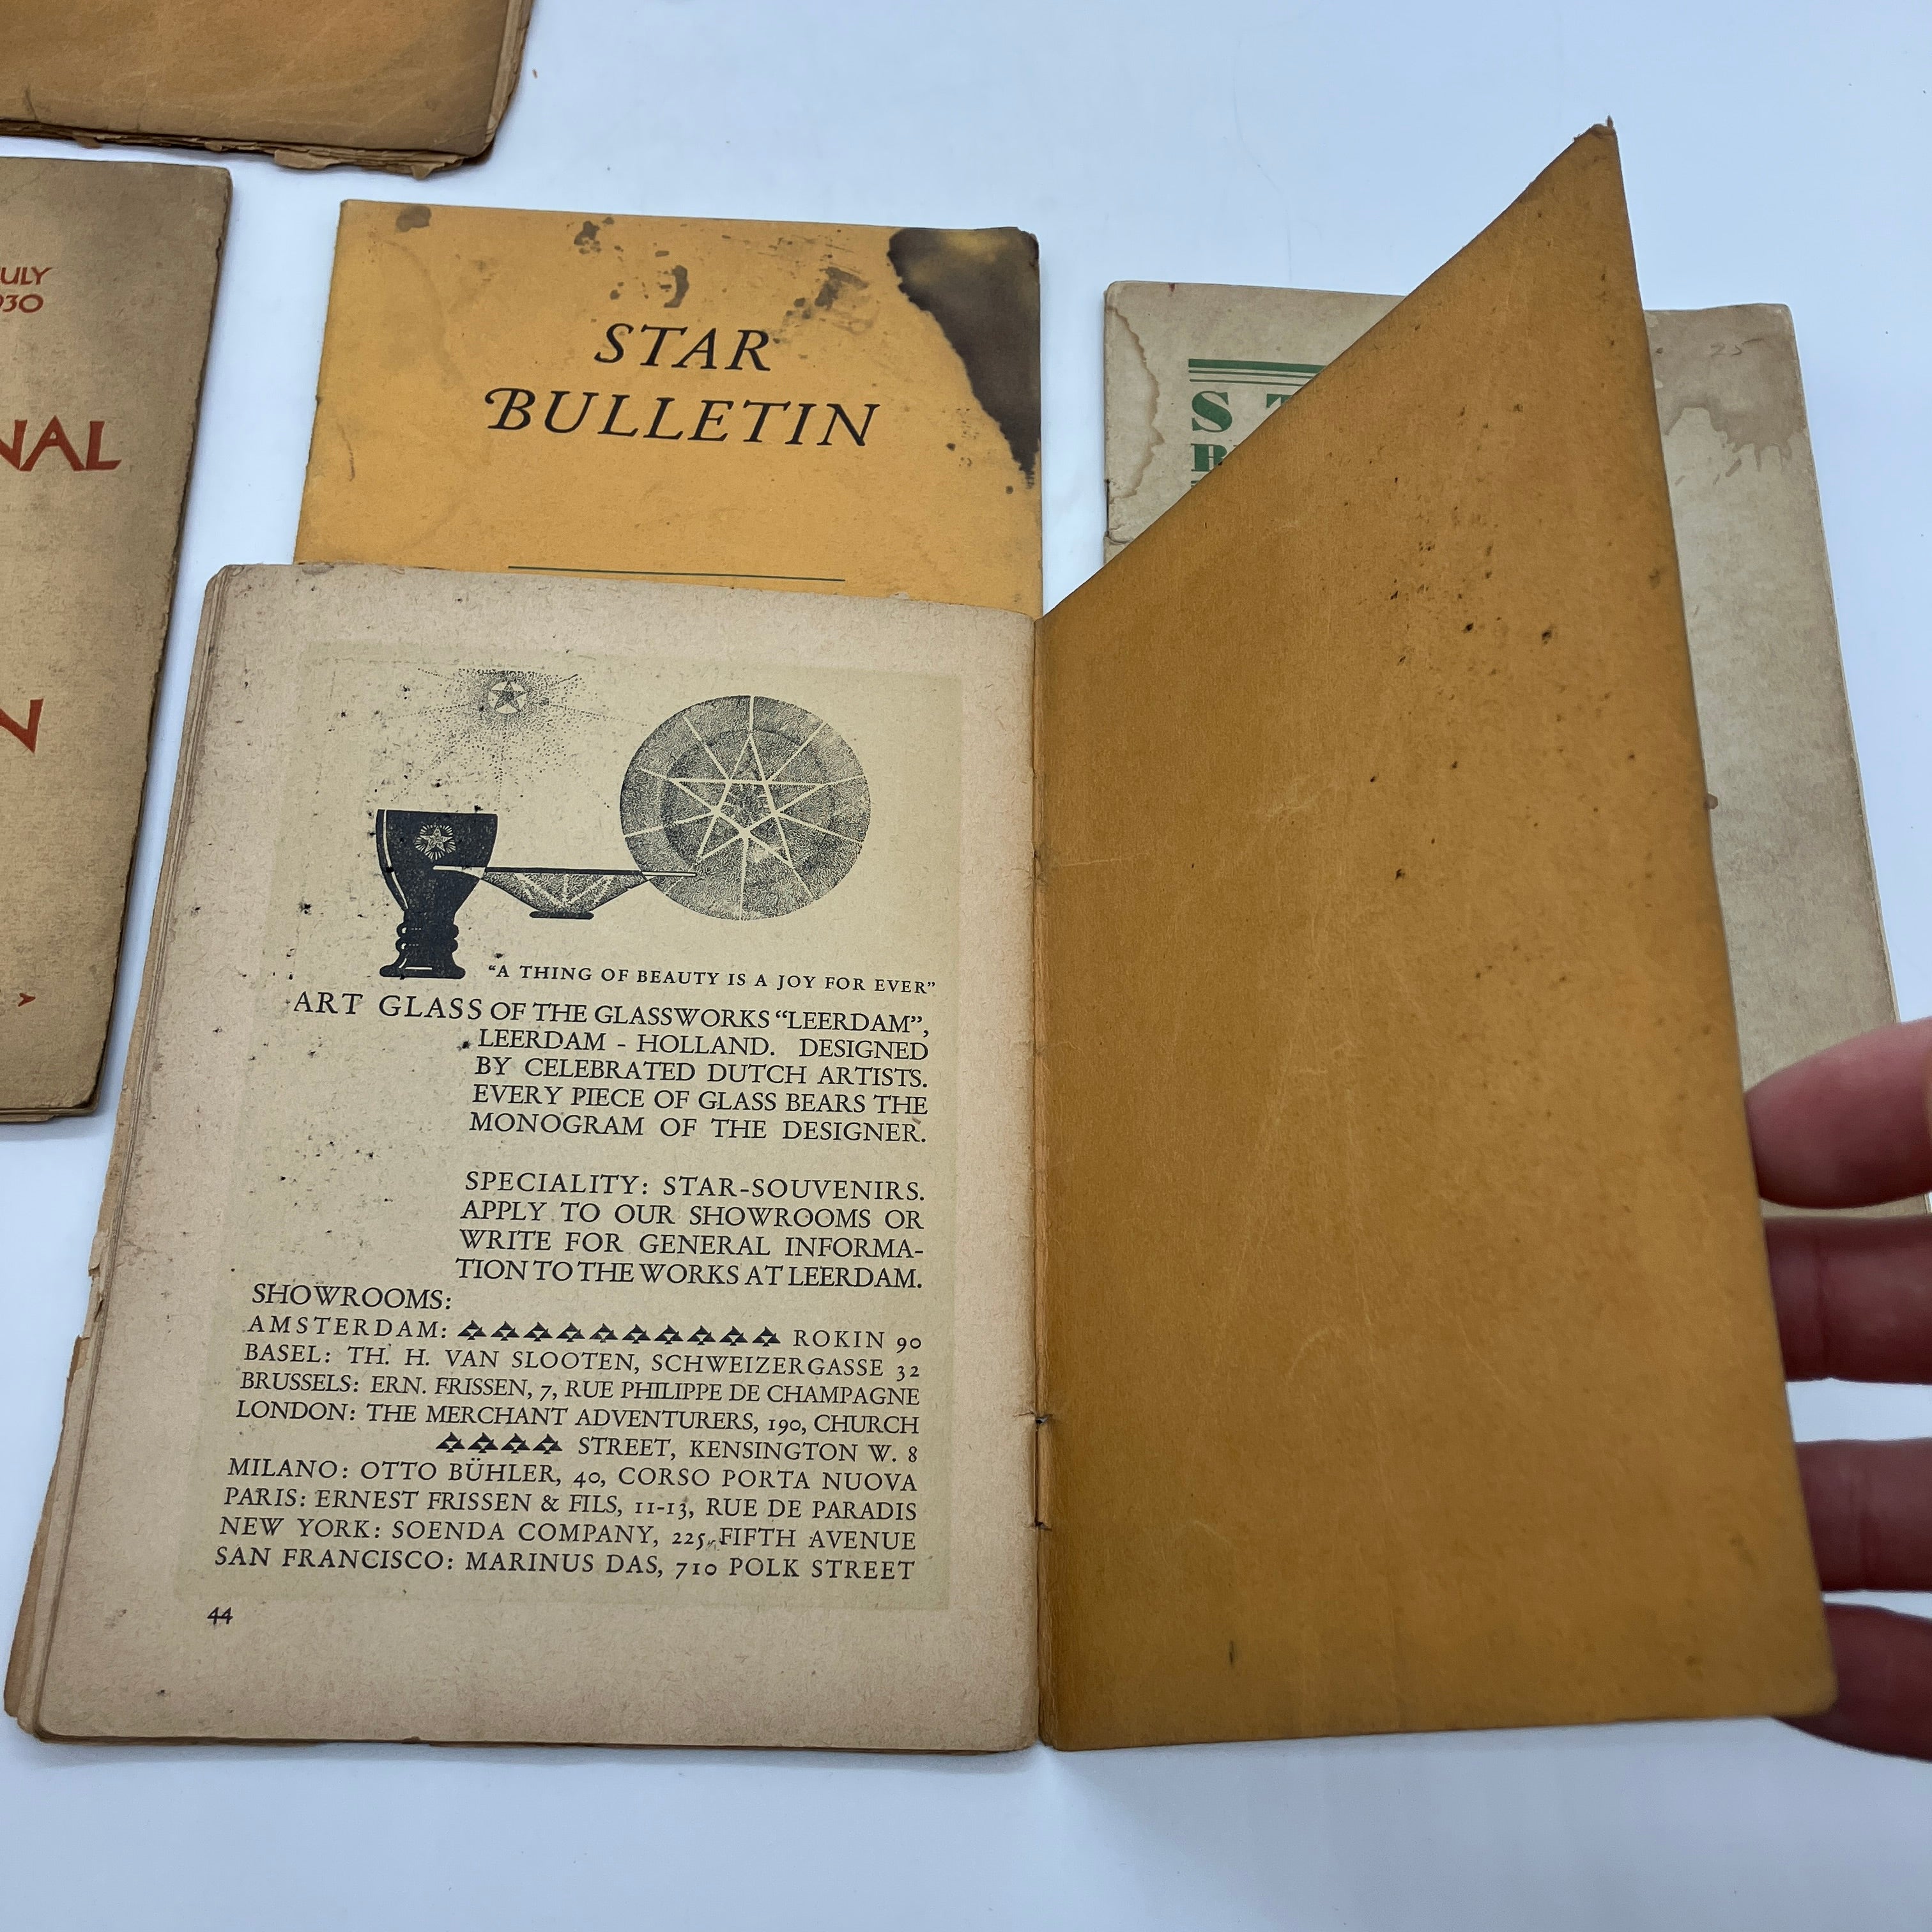 STAR
BULLETIN
"A THING OF BEAUTY IS A JOY FOR EVER"
ART GLASS OF THE GLASSWORKS "LEERDAM",
LEERDAM - HOLLAND. DESIGNED
BY CELEBRATED DUTCH ARTISTS.
EVERY PIECE OF GLASS BEARS THE
MONOGRAM OF THE DESIGNER.
SPECIALITY: STAR-SOUVENIRS.
APPLY TO OUR SHOWROOMS OR
WRITE FOR GENERAL INFORMA-
TION TO THE WORKS AT LEERDAM.
SHOWROOMS:
AMSTERDAM: ROKIN 90
BASEL: TH. H. VAN SLOOTEN, SCHWEIZERGASSE 32
BRUSSELS: ERN. FRISSEN, 7, RUE PHILIPPE DE CHAMPAGNE
LONDON: THE MERCHANT ADVENTURERS, 190, CHURCH
STREET, KENSINGTON W. 8
MILANO: OTTO BÜHLER, 40, CORSO PORTA NUOVA
PARIS: ERNEST FRISSEN & FILS, 11-13, RUE DE PARADIS
NEW YORK: SOENDA COMPANY, 225, FIFTH AVENUE
SAN FRANCISCO: MARINUS DAS, 710 POLK STREET
44
ULY
930
NAL
N
S T
25